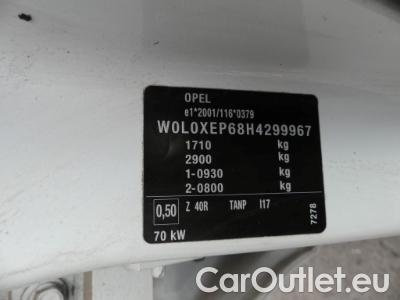 OPEL
e1*2001/116*0379
W0L0XEP68H4299967
1710 kg
2900 kg
1-0930 kg
2-0800 kg
0,50 Z 40R TANP I17
70 kW
7278
CarOutlet.eu